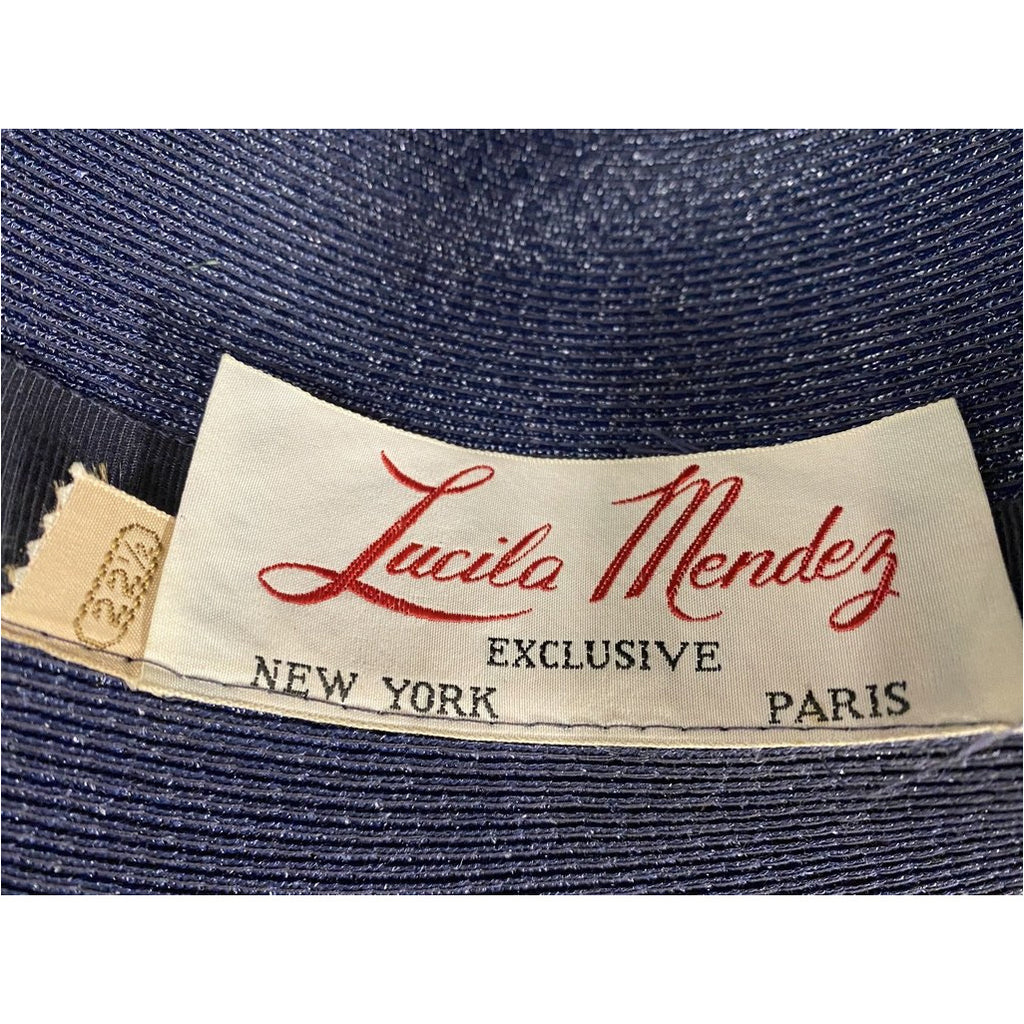 22½
Lucila Mendez
EXCLUSIVE
NEW YORK PARIS